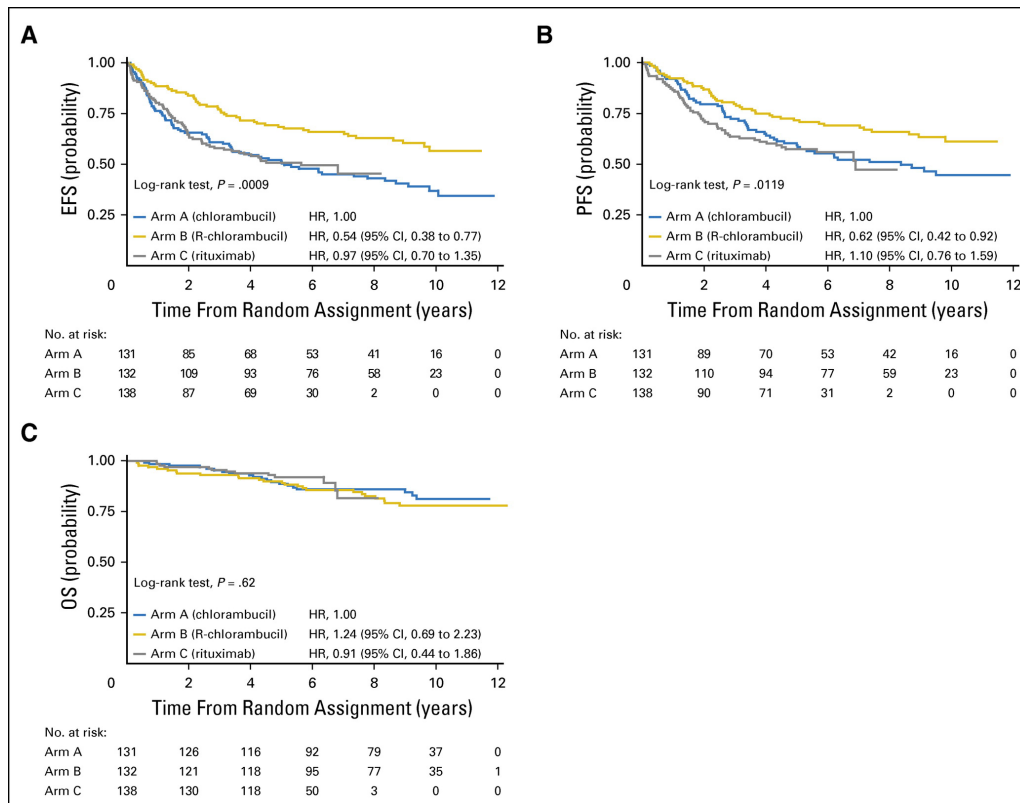 A
1.00
0.75
0.50
0.25
EFS (probability)
Log-rank test, P = .0009
Arm A (chlorambucil) HR, 1.00
Arm B (R-chlorambucil) HR, 0.54 (95% CI, 0.38 to 0.77)
Arm C (rituximab) HR, 0.97 (95% CI, 0.70 to 1.35)
0 2 4 6 8 10 12
Time From Random Assignment (years)
No. at risk:
Arm A 131 85 68 53 41 16 0
Arm B 132 109 93 76 58 23 0
Arm C 138 87 69 30 2 0 0
B
1.00
0.75
0.50
0.25
PFS (probability)
Log-rank test, P = .0119
Arm A (chlorambucil) HR, 1.00
Arm B (R-chlorambucil) HR, 0.62 (95% CI, 0.42 to 0.92)
Arm C (rituximab) HR, 1.10 (95% CI, 0.76 to 1.59)
0 2 4 6 8 10 12
Time From Random Assignment (years)
No. at risk:
Arm A 131 89 70 53 42 16 0
Arm B 132 110 94 77 59 23 0
Arm C 138 90 71 31 2 0 0
C
1.00
0.75
0.50
0.25
OS (probability)
Log-rank test, P = .62
Arm A (chlorambucil) HR, 1.00
Arm B (R-chlorambucil) HR, 1.24 (95% CI, 0.69 to 2.23)
Arm C (rituximab) HR, 0.91 (95% CI, 0.44 to 1.86)
0 2 4 6 8 10 12
Time From Random Assignment (years)
No. at risk:
Arm A 131 126 116 92 79 37 0
Arm B 132 121 118 95 77 35 1
Arm C 138 130 118 50 3 0 0